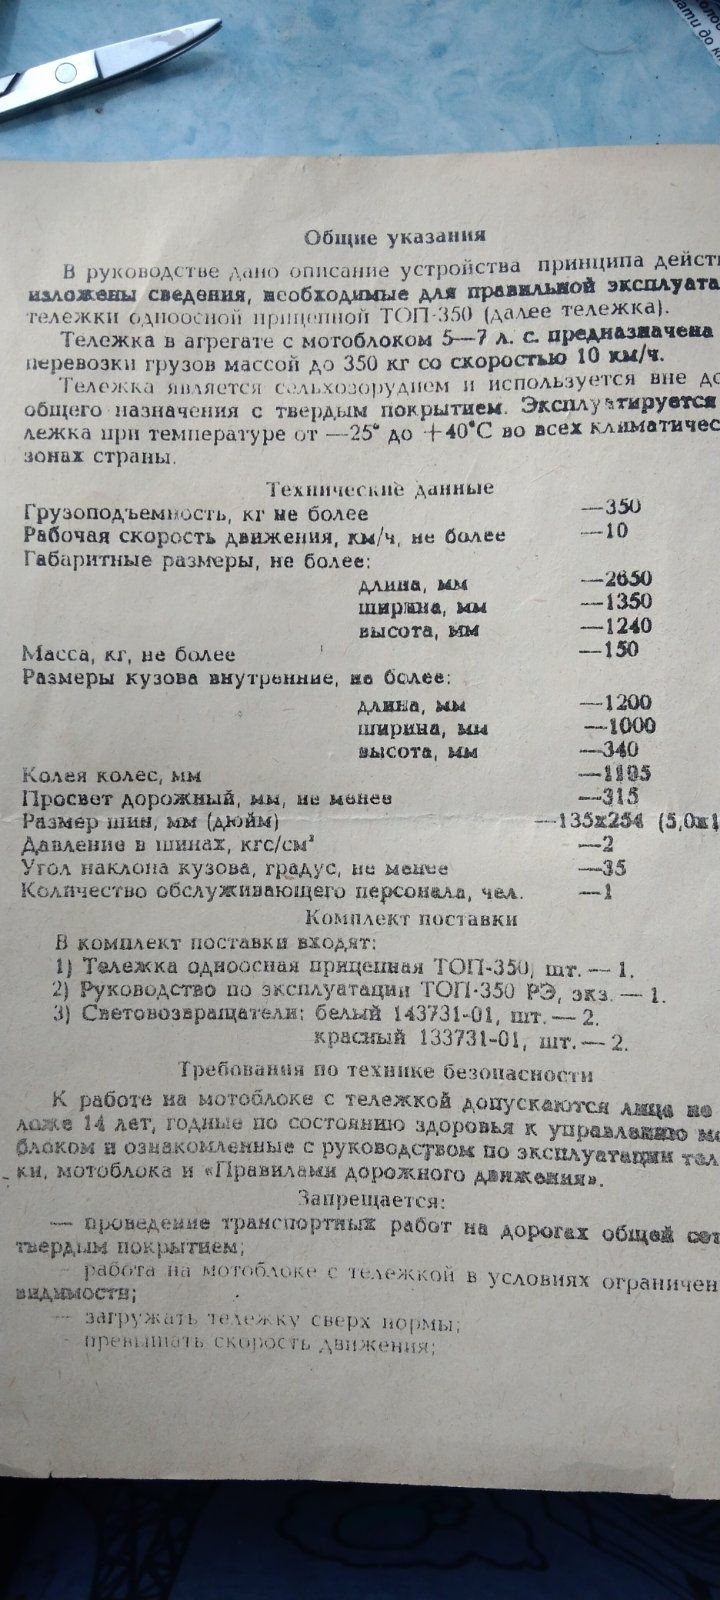 Общие указания
В руководстве дано описание устройства принципа дейст
изложены сведения, необходимые для правильной эксплуата
тележки одноосной прицепной ТОП-350 (далее тележка).
Тележка в агрегате с мотоблоком 5—7 л. с. предназначена
перевозки грузов массой до 350 кг со скоростью 10 км/ч.
Тележка является сельхозорудием и используется вне до
общего назначения с твердым покрытием. Эксплуатируется
лежка при температуре от —25° до +40°С во всех климатичес
зонах страны.
Технические данные
Грузоподъемность, кг не более —350
Рабочая скорость движения, км/ч, не более —10
Габаритные размеры, не более:
длина, мм —2650
ширина, мм —1350
высота, мм —1240
Масса, кг, не более —150
Размеры кузова внутренние, не более:
длина, мм —1200
ширина, мм —1000
высота, мм —340
Колея колес, мм
Просвет дорожный, мм, не менее —315
Размер шин, мм (дюйм) —135х254 (5,0х1
Давление в шинах, кгс/см² —2
Угол наклона кузова, градус, не менее —35
Количество обслуживающего персонала, чел. —1
Комплект поставки
В комплект поставки входят:
1) Тележка одноосная прицепная ТОП-350, шт. — 1.
2) Руководство по эксплуатации ТОП-350 РЭ, экз. — 1.
3) Световозвращатели: белый 143731-01, шт. — 2.
красный 133731-01, шт. — 2.
Требования по технике безопасности
К работе на мотоблоке с тележкой допускаются лица не
ложе 14 лет, годные по состоянию здоровья к управлению мо
блоком и ознакомленные с руководством по эксплуатации тел
ки, мотоблока и «Правилами дорожного движения».
Запрещается:
— проведение транспортных работ на дорогах общей сет
твердым покрытием;
— работа на мотоблоке с тележкой в условиях ограничен
видимости;
— загружать тележку сверх нормы;
- превышать скорость движения;